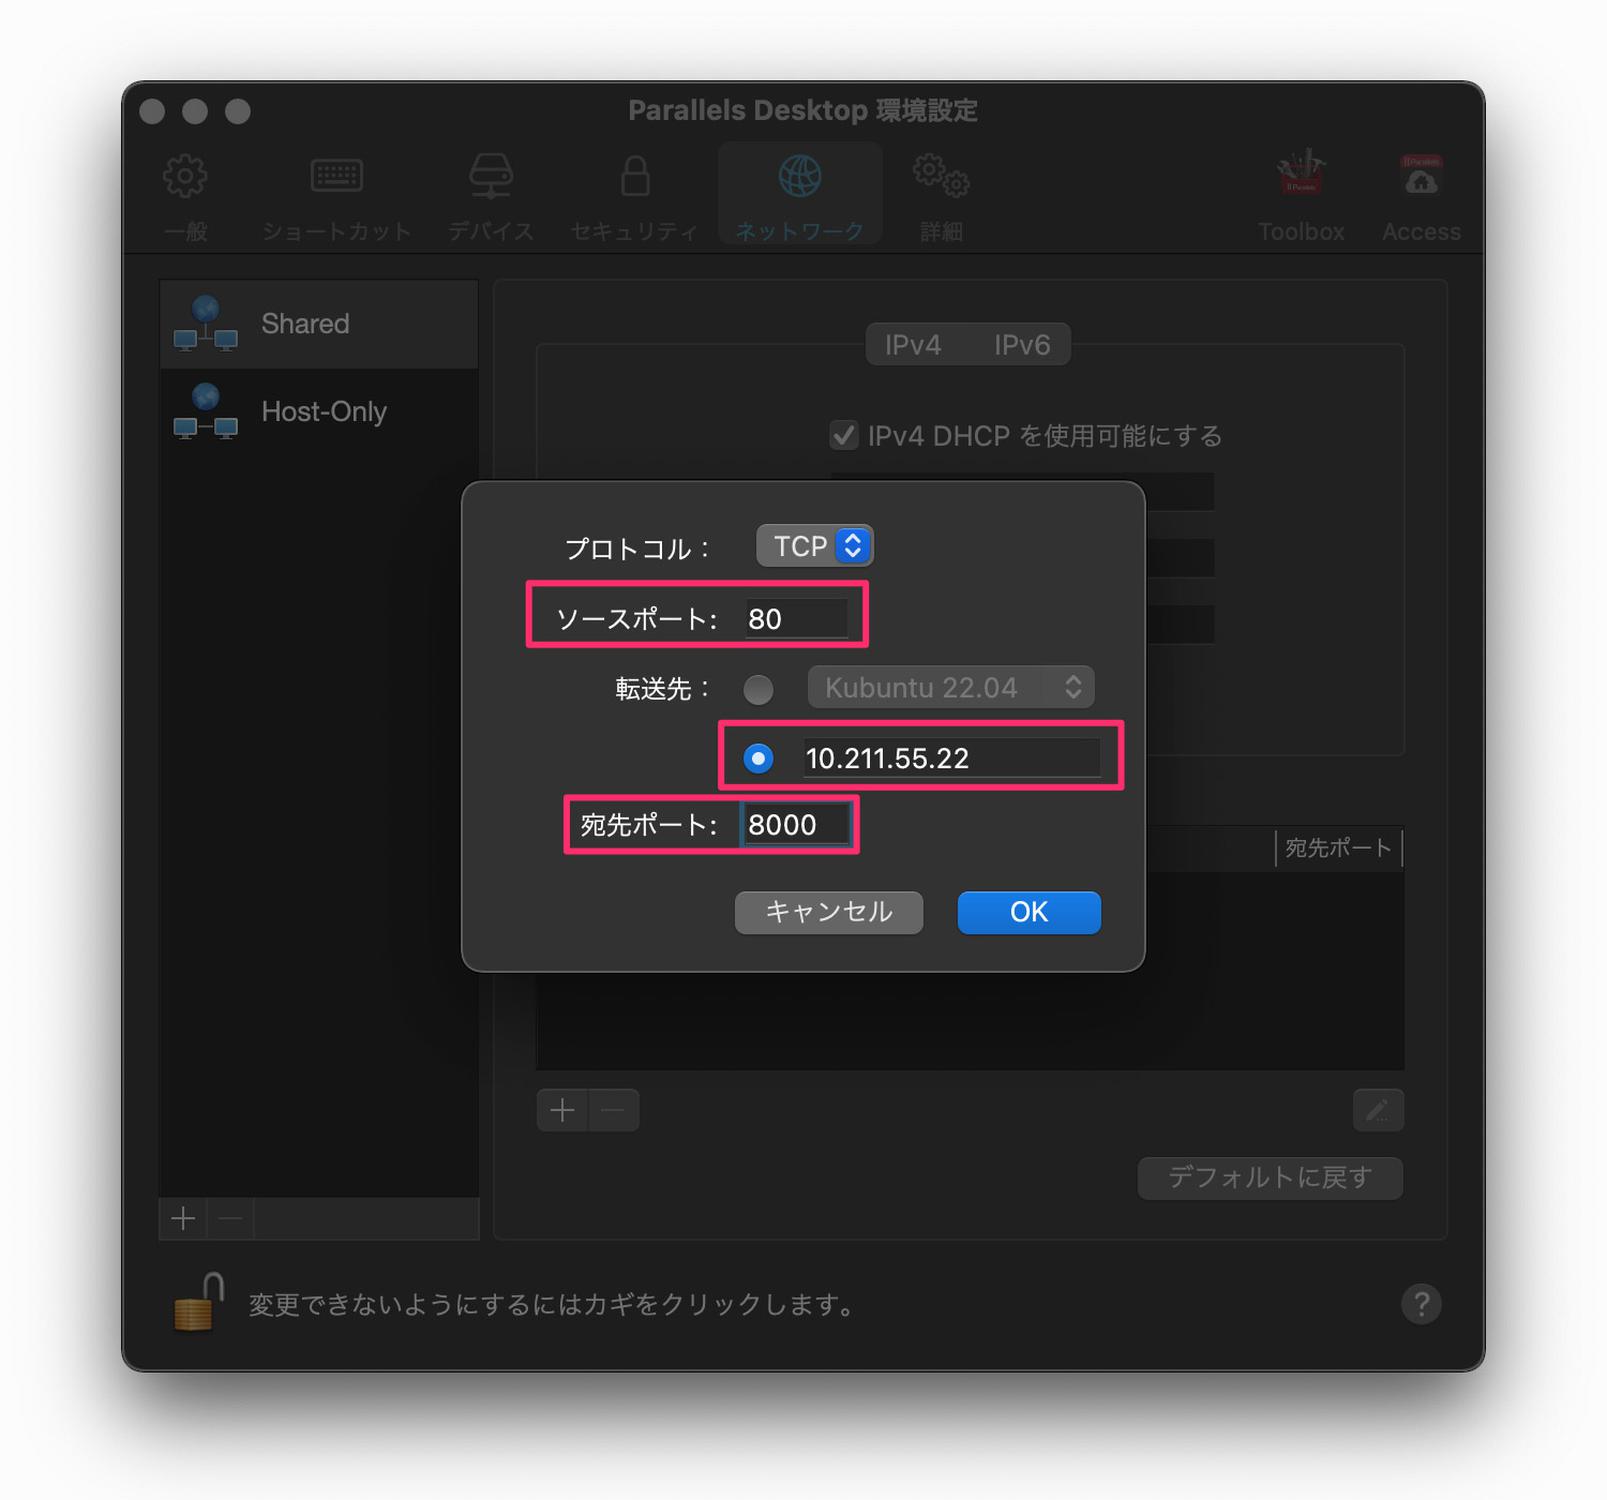 Parallels Desktop 環境設定
一般
ショートカット
デバイス
セキュリティ
ネットワーク
詳細
Toolbox
Access
Shared
Host-Only
IPv4 IPv6
IPv4 DHCP を使用可能にする
プロトコル： TCP
ソースポート: 80
転送先： Kubuntu 22.04
10.211.55.22
宛先ポート: 8000
キャンセル OK
宛先ポート
デフォルトに戻す
変更できないようにするにはカギをクリックします。
?